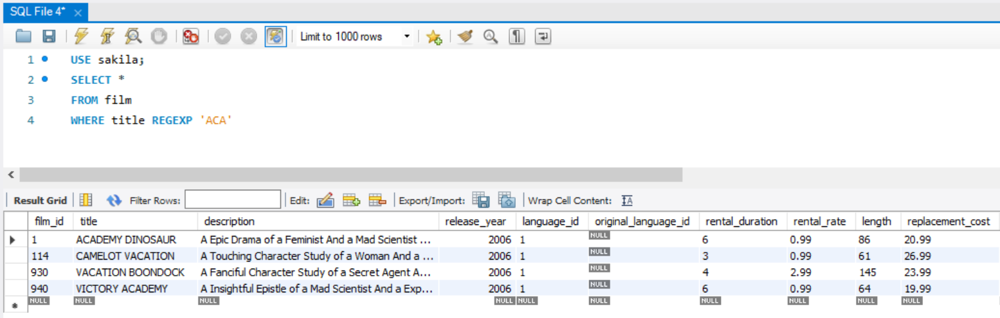 SQL File 4* ×
Limit to 1000 rows
1 USE sakila;
2 SELECT *
3 FROM film
4 WHERE title REGEXP 'ACA'
Result Grid Filter Rows: Edit: Export/Import: Wrap Cell Content: IA
film_id title description release_year language_id original_language_id rental_duration rental_rate length replacement_cost
1 ACADEMY DINOSAUR A Epic Drama of a Feminist And a Mad Scientist ... 2006 1 NULL 6 0.99 86 20.99
114 CAMELOT VACATION A Touching Character Study of a Woman And a ... 2006 1 NULL 3 0.99 61 26.99
930 VACATION BOONDOCK A Fanciful Character Study of a Secret Agent A... 2006 1 NULL 4 2.99 145 23.99
940 VICTORY ACADEMY A Insightful Epistle of a Mad Scientist And a Exp... 2006 1 NULL 6 0.99 64 19.99
NULL NULL NULL NULL NULL NULL NULL NULL NULL NULL